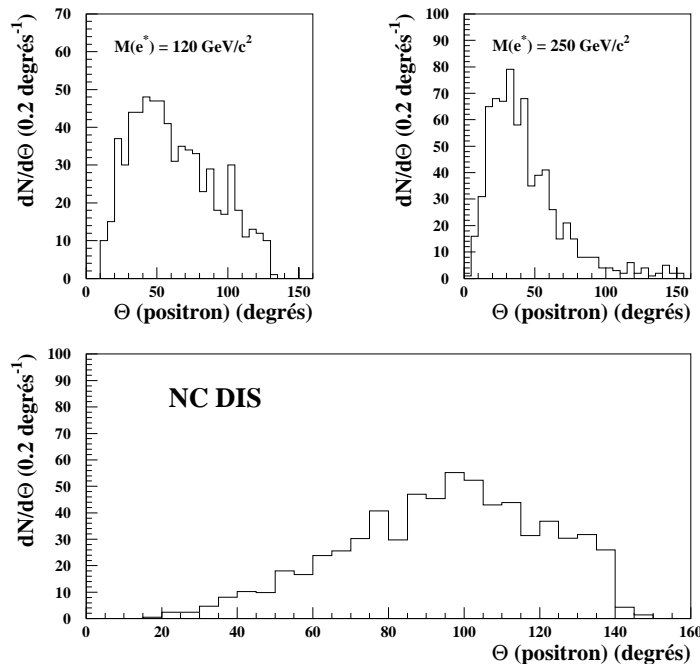 M(e*) = 120 GeV/c²
dN/dΘ (0.2 degrés⁻¹)
70
60
50
40
30
20
10
0
0 50 100 150
Θ (positron) (degrés)
M(e*) = 250 GeV/c²
dN/dΘ (0.2 degrés⁻¹)
100
90
80
70
60
50
40
30
20
10
0
0 50 100 150
Θ (positron) (degrés)
NC DIS
dN/dΘ (0.2 degrés⁻¹)
100
90
80
70
60
50
40
30
20
10
0
0 20 40 60 80 100 120 140 160
Θ (positron) (degrés)